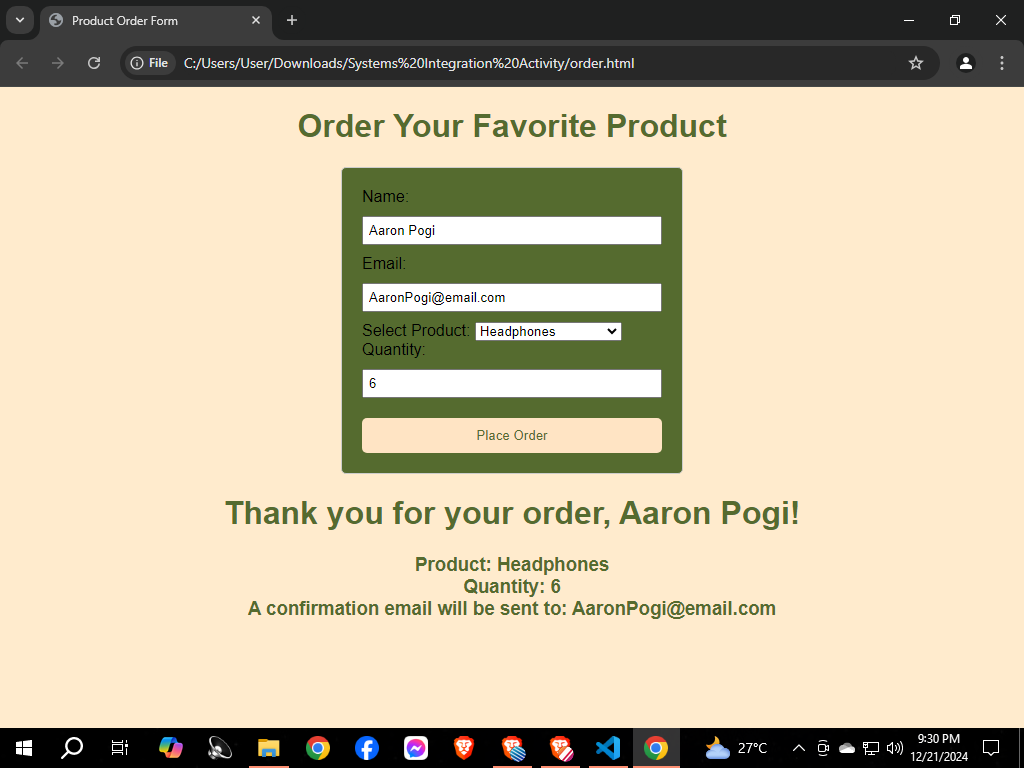 Product Order Form
File
C:/Users/User/Downloads/Systems%20Integration%20Activity/order.html
Order Your Favorite Product
Name:
Aaron Pogi
Email:
AaronPogi@email.com
Select Product: Headphones
Quantity:
6
Place Order
Thank you for your order, Aaron Pogi!
Product: Headphones
Quantity: 6
A confirmation email will be sent to: AaronPogi@email.com
27°C
9:30 PM
12/21/2024